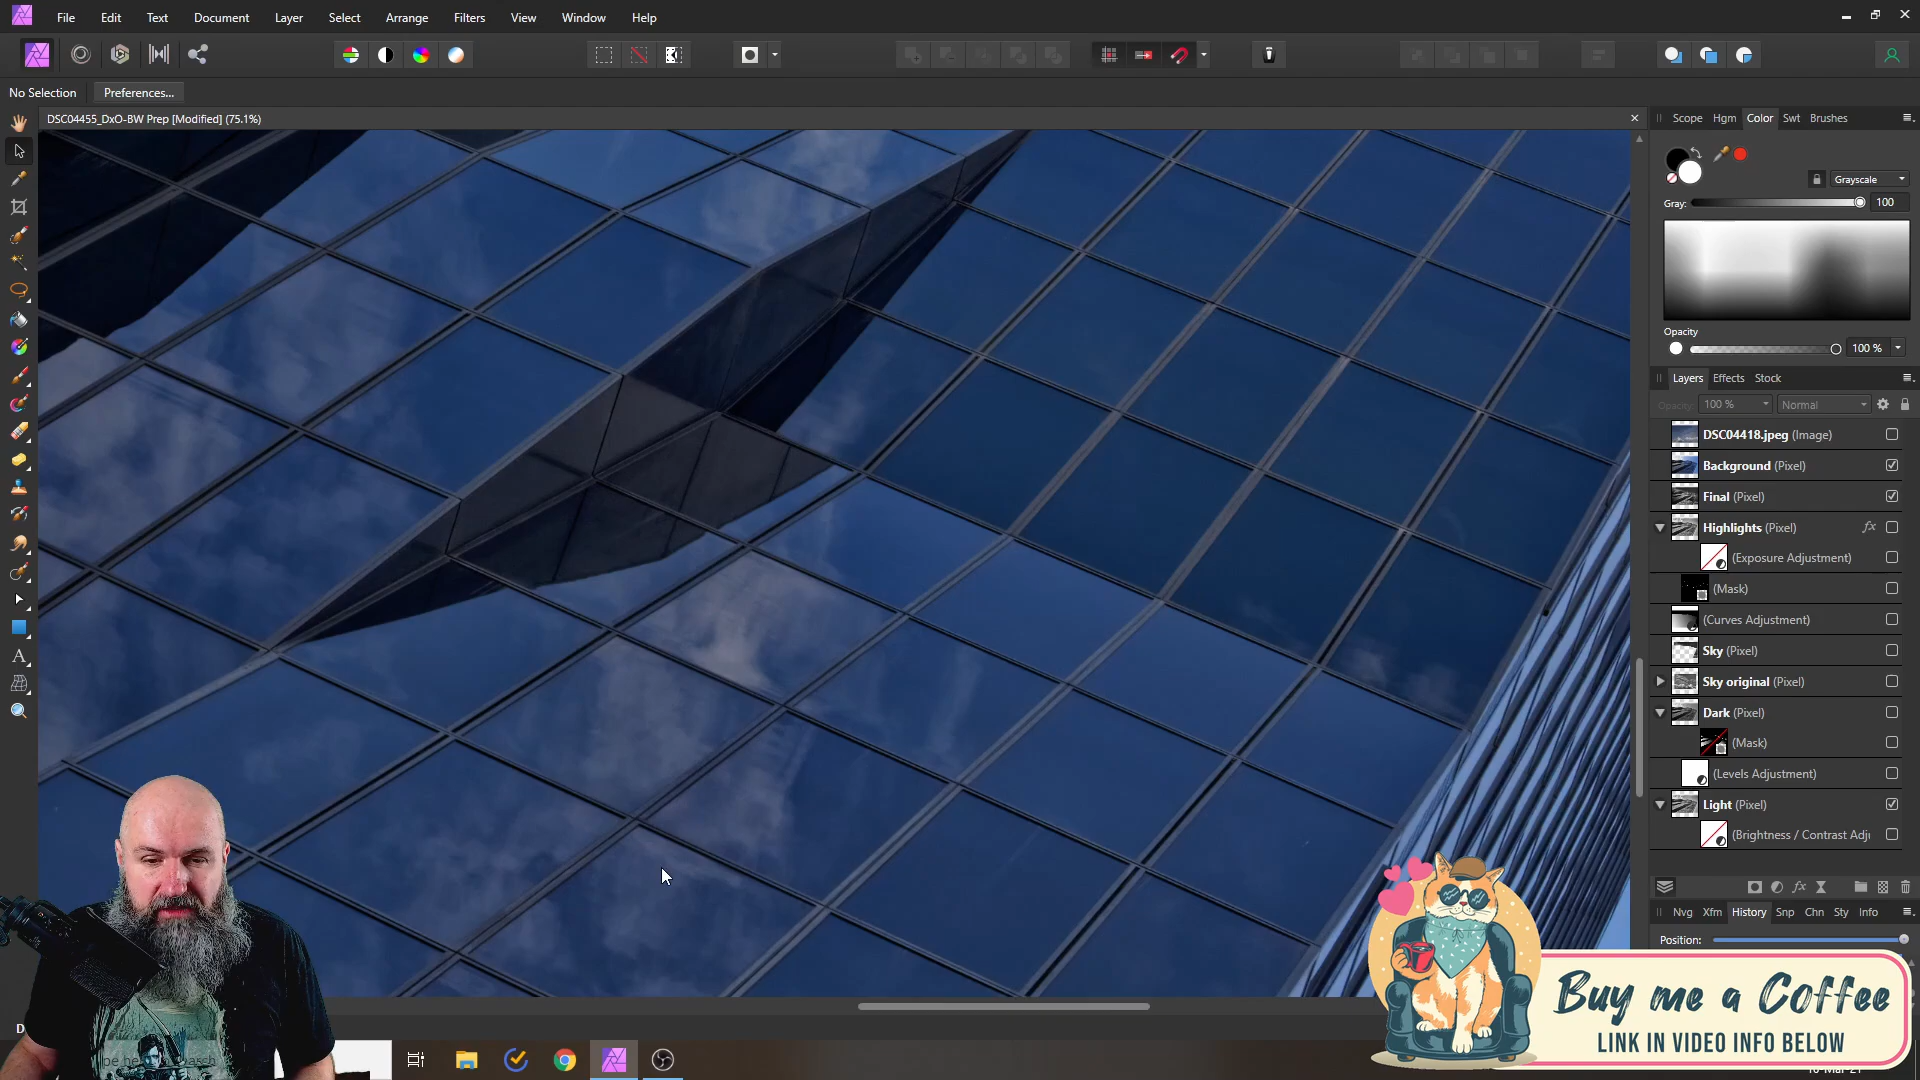 File Edit Text Document Layer Select Arrange Filters View Window Help
No Selection Preferences...
DSC04455_DxO-BW Prep [Modified] (75.1%)
Scope Hgm Color Swt Brushes
Grayscale
Gray: 100
Opacity
100 %
Layers Effects Stock
Opacity: 100 % Normal
DSC04418.jpeg (Image)
Background (Pixel)
Final (Pixel)
Highlights (Pixel) fx
(Exposure Adjustment)
(Mask)
(Curves Adjustment)
Sky (Pixel)
Sky original (Pixel)
Dark (Pixel)
(Mask)
(Levels Adjustment)
Light (Pixel)
(Brightness / Contrast Adj
fx
Nvg Xfm History Snp Chn Sty Info
Position:
Buy me a Coffee
LINK IN VIDEO INFO BELOW
D